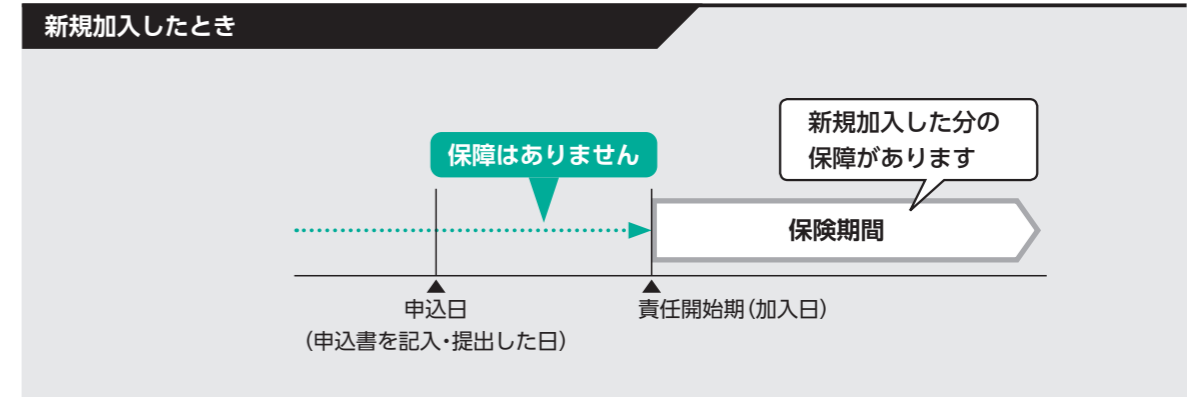 新規加入したとき
新規加入した分の
保障があります
保障はありません
保険期間
申込日
(申込書を記入・提出した日)
責任開始期(加入日)